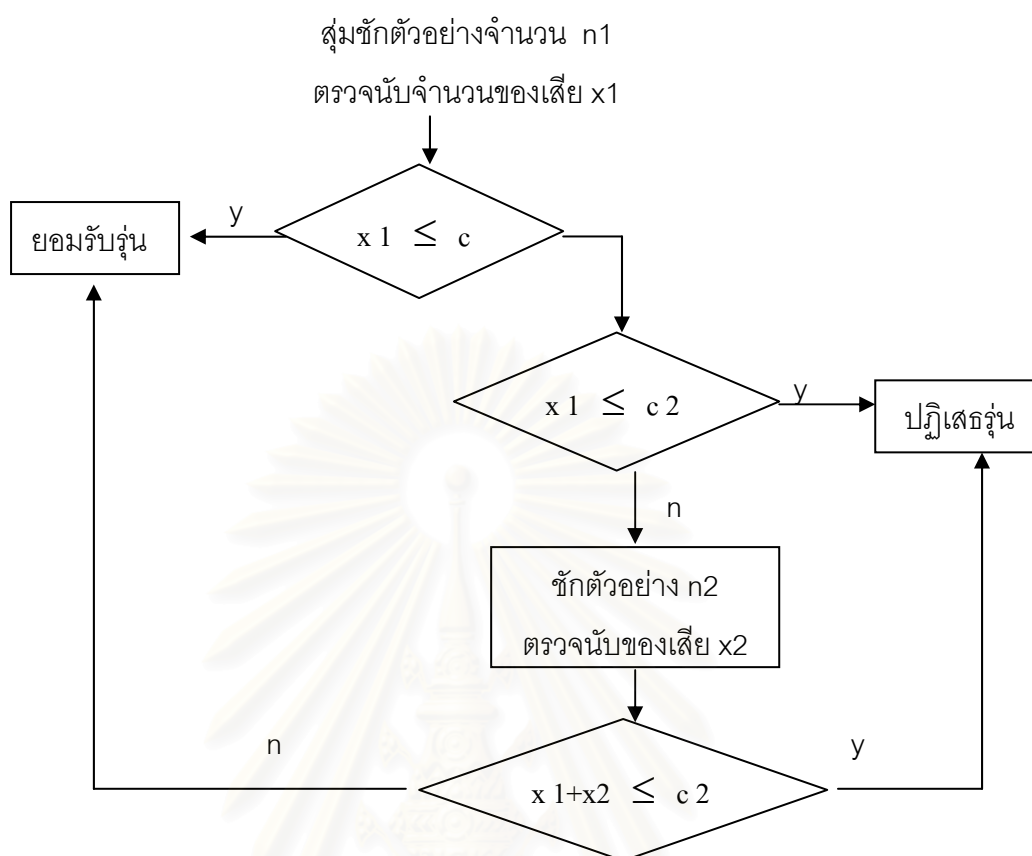 สุ่มชักตัวอย่างจำนวน n1
ตรวจนับจำนวนของเสีย x1
y
ยอมรับรุ่น
x 1 ≤ c
x 1 ≤ c 2
y
ปฏิเสธรุ่น
n
ชักตัวอย่าง n2
ตรวจนับของเสีย x2
n
y
x 1+x2 ≤ c 2